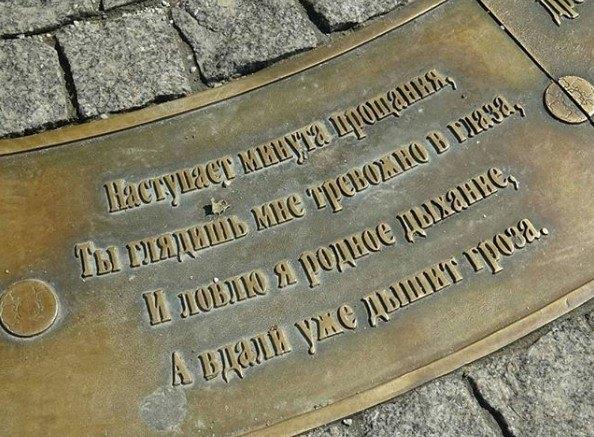 Наступает минута прощания,
Ты глядишь мне тревожно в глаза,
И ловлю я родное дыхание,
А вдали уже дышит гроза.